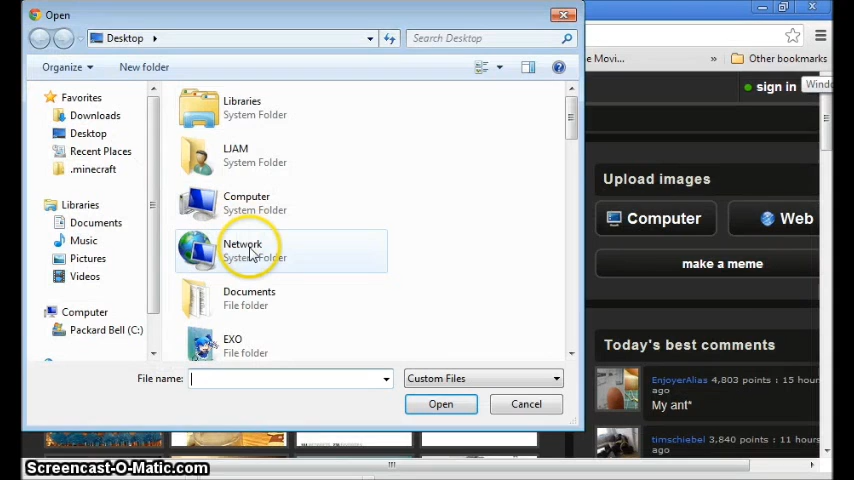 Open
Desktop
Search Desktop
e Movi...
»
Other bookmarks
Organize
New folder
sign in
Windo
Favorites
Downloads
Desktop
Recent Places
.minecraft
Libraries
Documents
Music
Pictures
Videos
Computer
Packard Bell (C:)
Libraries
System Folder
LIAM
System Folder
Computer
System Folder
Network
System Folder
Documents
File folder
EXO
File folder
File name:
Custom Files
Open
Cancel
Upload images
Computer
Web
make a meme
Today's best comments
EnjoyerAlias 4,803 points : 15 hour
ago
My ant*
timschiebel 3,840 points : 11 hours
ago
Screencast-O-Matic.com